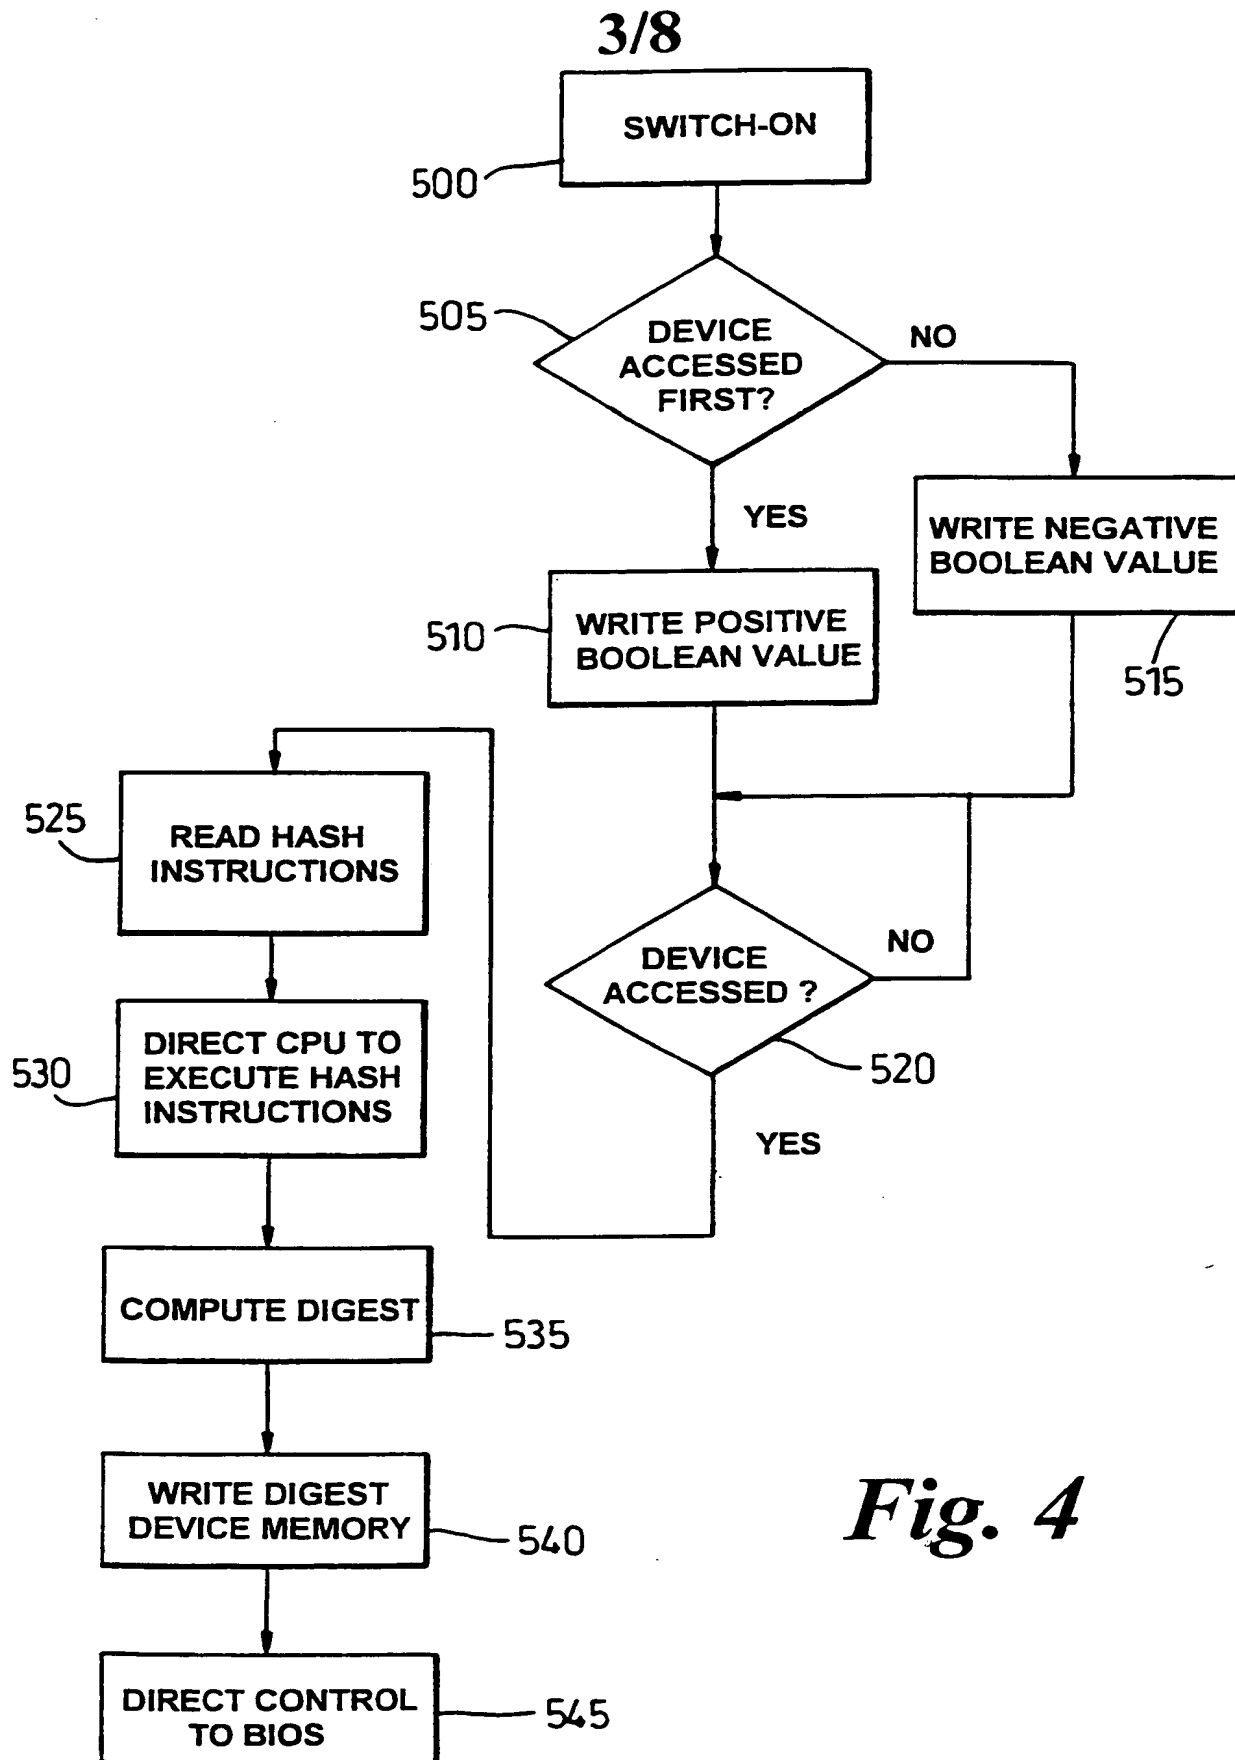 3/8
SWITCH-ON
500
505
DEVICE
ACCESSED
FIRST?
NO
YES
WRITE NEGATIVE
BOOLEAN VALUE
515
510
WRITE POSITIVE
BOOLEAN VALUE
525
READ HASH
INSTRUCTIONS
DEVICE
ACCESSED ?
NO
520
YES
530
DIRECT CPU TO
EXECUTE HASH
INSTRUCTIONS
COMPUTE DIGEST
535
WRITE DIGEST
DEVICE MEMORY
540
Fig. 4
DIRECT CONTROL
TO BIOS
545